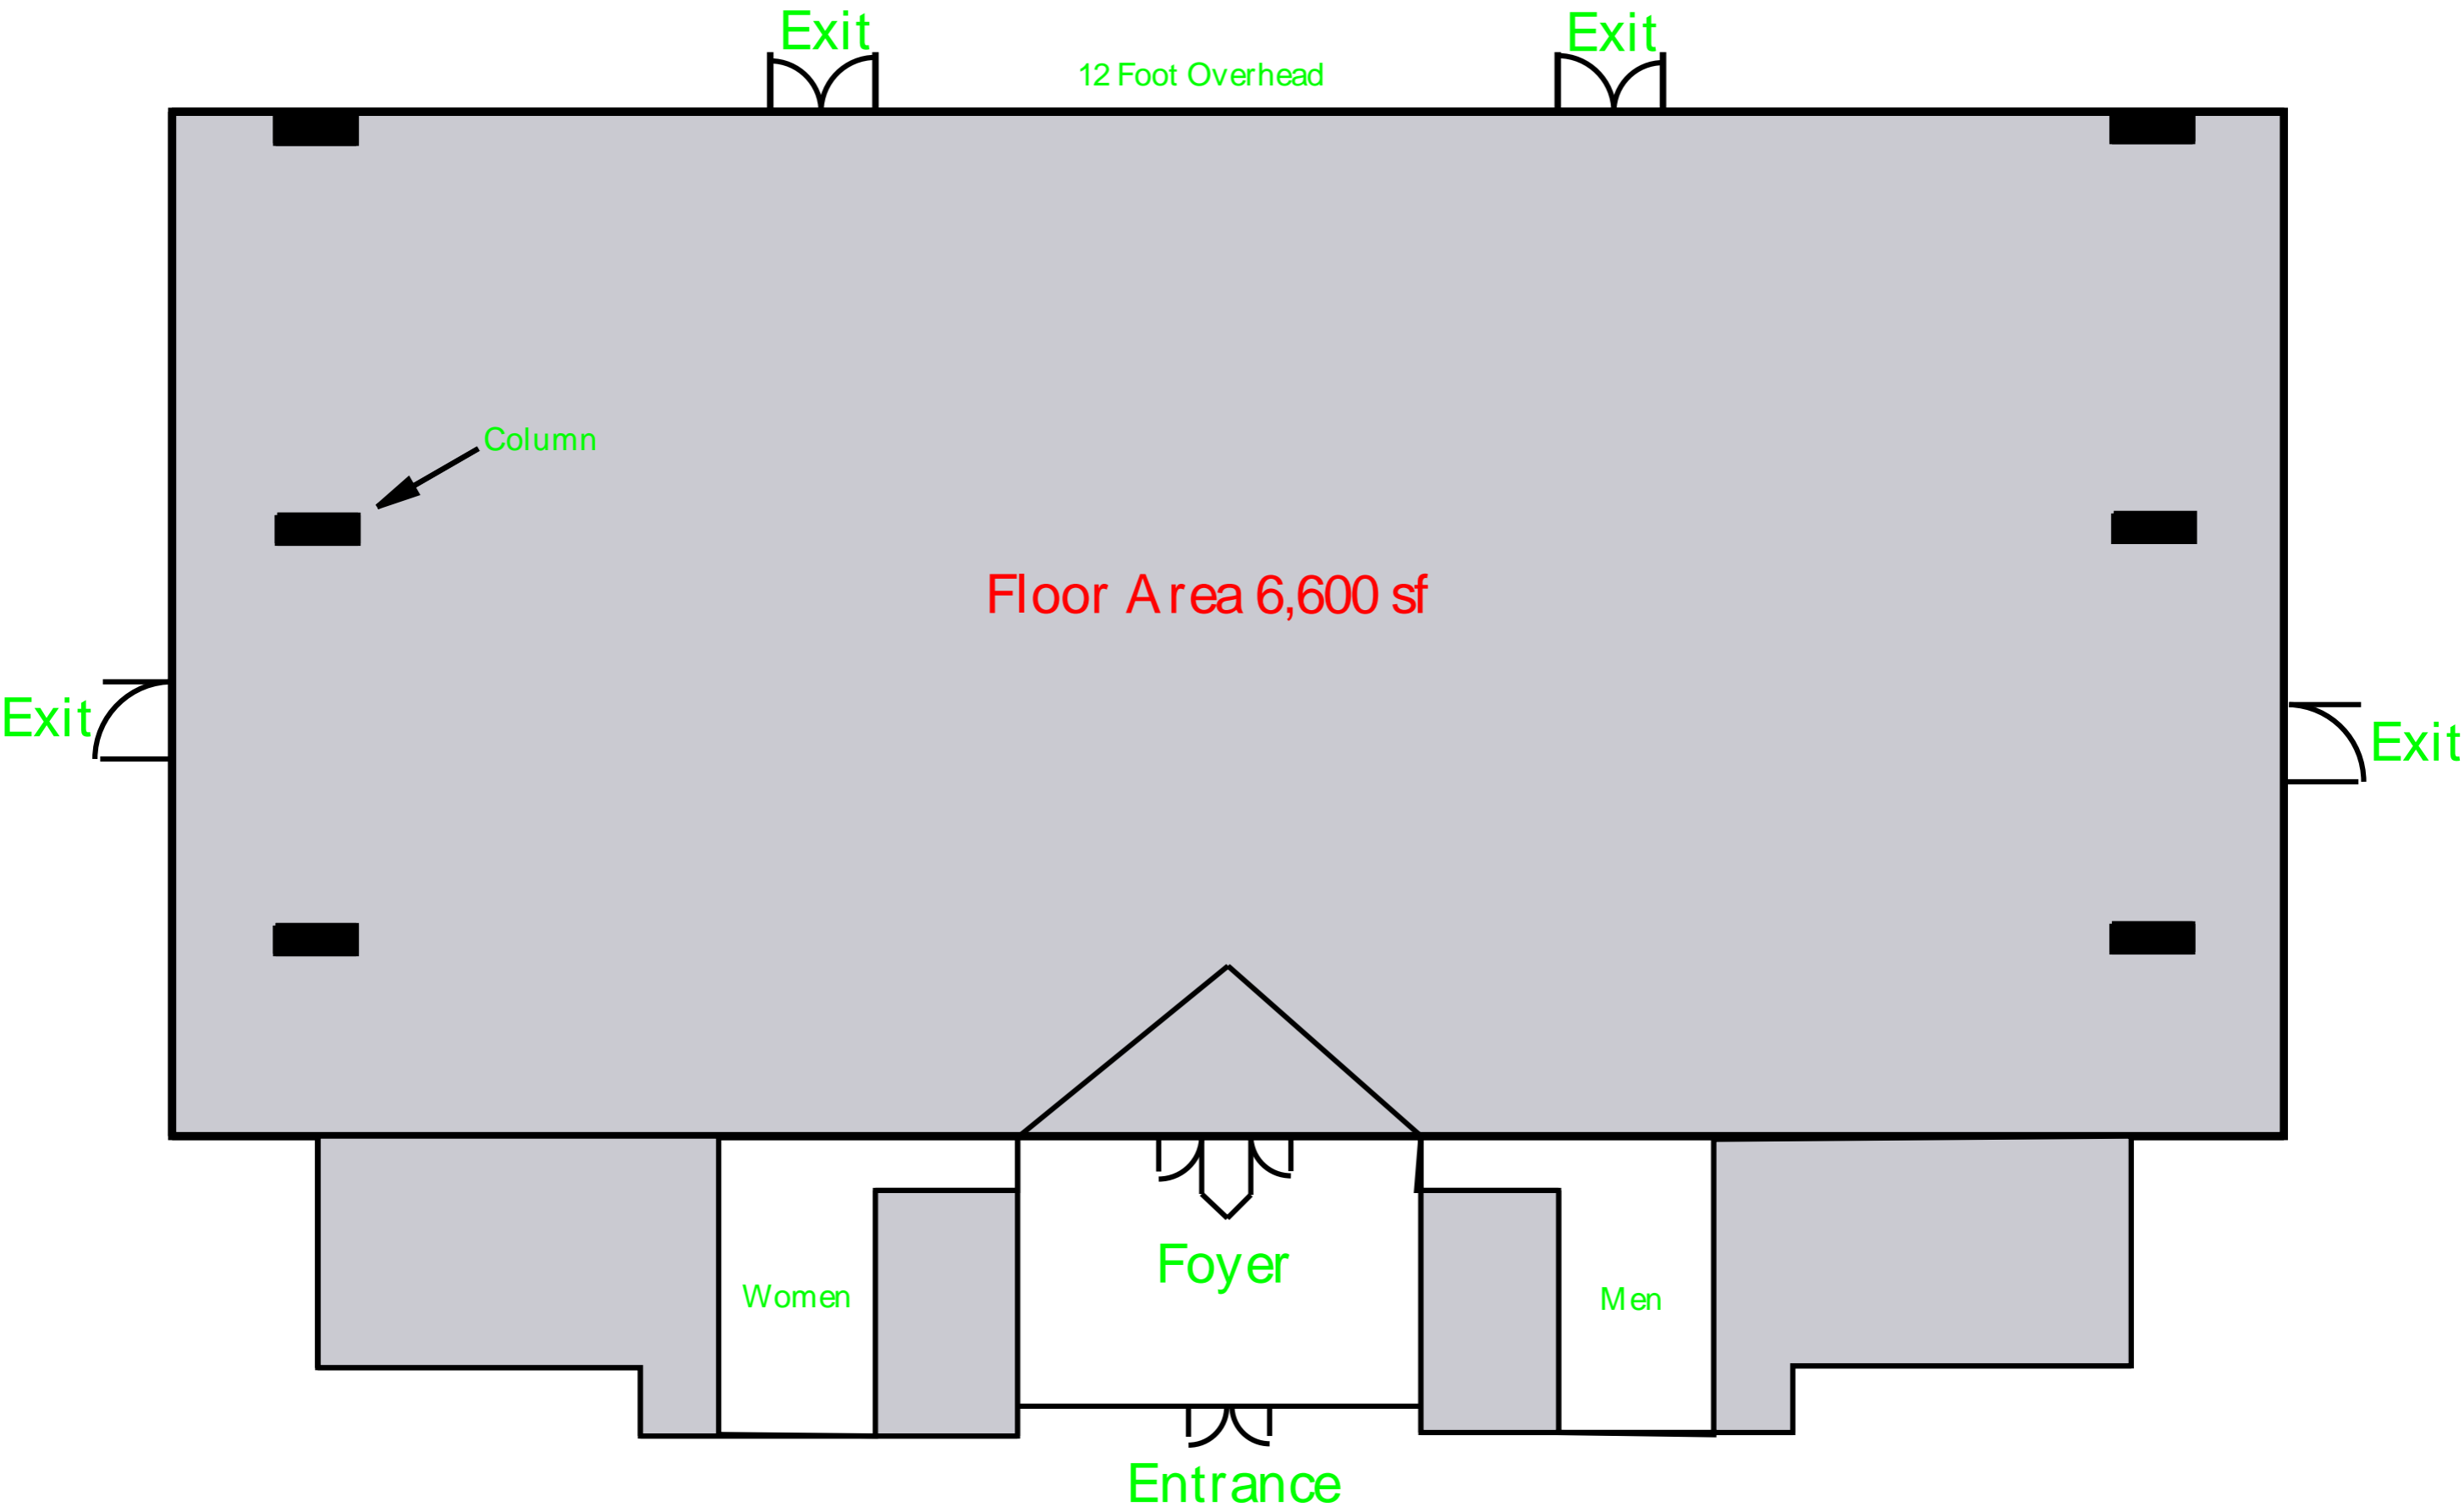 Exit
Exit
12 Foot Overhead
Column
Floor Area 6,600 sf
Exit
Exit
Foyer
Women
Men
Entrance